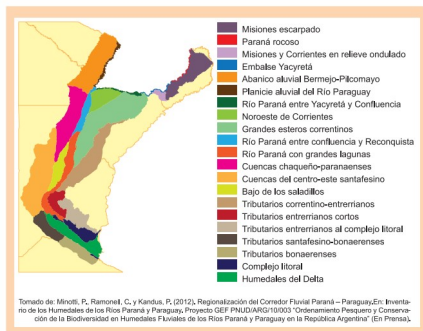 Misiones escarpado
Paraná rocoso
Misiones y Corrientes en relieve ondulado
Embalse Yacyretá
Abanico aluvial Bermejo-Pilcomayo
Planicie aluvial del Río Paraguay
Río Paraná entre Yacyretá y Confluencia
Noroeste de Corrientes
Grandes esteros correntinos
Río Paraná entre confluencia y Reconquista
Río Paraná con grandes lagunas
Cuencas chaqueño-paranaenses
Cuencas del centro-este santafesino
Bajo de los saladillos
Tributarios correntino-entrerrianos
Tributarios entrerrianos cortos
Tributarios entrerrianos al complejo litoral
Tributarios santafesino-bonaerenses
Tributarios bonaerenses
Complejo litoral
Humedales del Delta
Tomado de: Minotti, P., Ramonell, C. y Kandus, P. (2012). Regionalización del Corredor Fluvial Paraná – Paraguay.En: Inventa-
rio de los Humedales de los Ríos Paraná y Paraguay. Proyecto GEF PNUD/ARG/10/003 "Ordenamiento Pesquero y Conserva-
ción de la Biodiversidad en Humedales Fluviales de los Ríos Paraná y Paraguay en la República Argentina" (En Prensa).